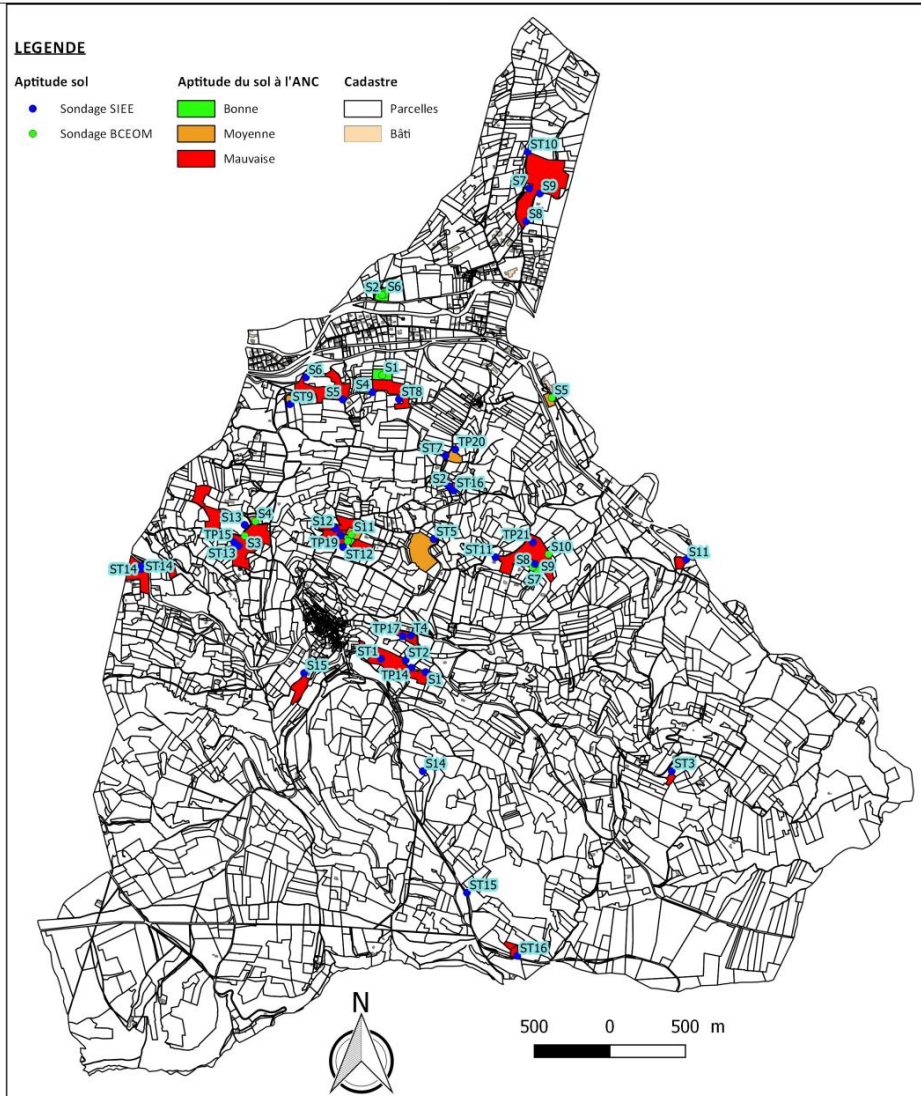 LEGENDE
Aptitude sol
Sondage SIEE
Sondage BCEOM
Aptitude du sol à l'ANC
Bonne
Moyenne
Mauvaise
Cadastre
Parcelles
Bâti
ST10
S7 S9
S8
S2 S6
S6 S1
S5 S4 ST8
ST9
S5
TP20
ST7
S2
ST16
S13 S4
S12 S11
TP15 S3
TP19
ST13 ST12
ST5
TP21
ST11 S10
S8 S9
S7
S11
ST14 ST14
TP17 T4
ST1 ST2
TP14 S1
S15
S14
ST3
ST15
ST16
N
500 0 500 m